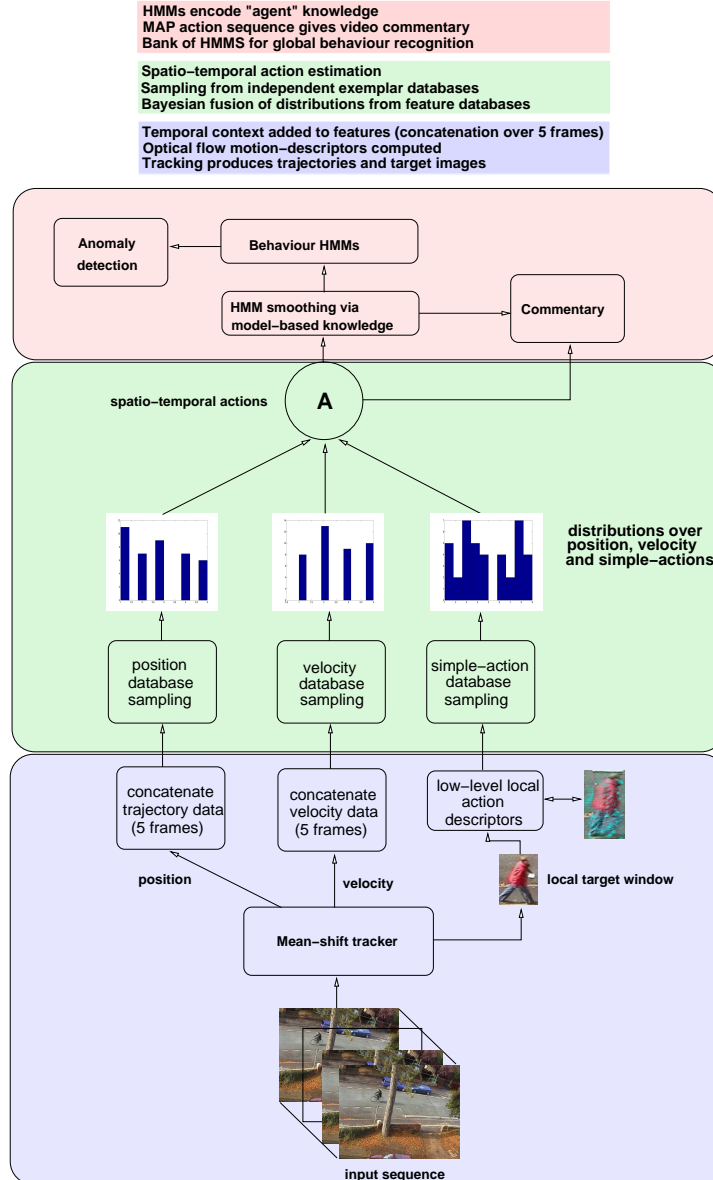 HMMs encode "agent" knowledge
MAP action sequence gives video commentary
Bank of HMMS for global behaviour recognition
Spatio−temporal action estimation
Sampling from independent exemplar databases
Bayesian fusion of distributions from feature databases
Temporal context added to features (concatenation over 5 frames)
Optical flow motion−descriptors computed
Tracking produces trajectories and target images
Anomaly
detection
Behaviour HMMs
HMM smoothing via
model−based knowledge
Commentary
spatio−temporal actions
A
distributions over
position, velocity
and simple−actions
position
database
sampling
velocity
database
sampling
simple−action
database
sampling
concatenate
trajectory data
(5 frames)
concatenate
velocity data
(5 frames)
low−level local
action
descriptors
position
velocity
local target window
Mean−shift tracker
input sequence